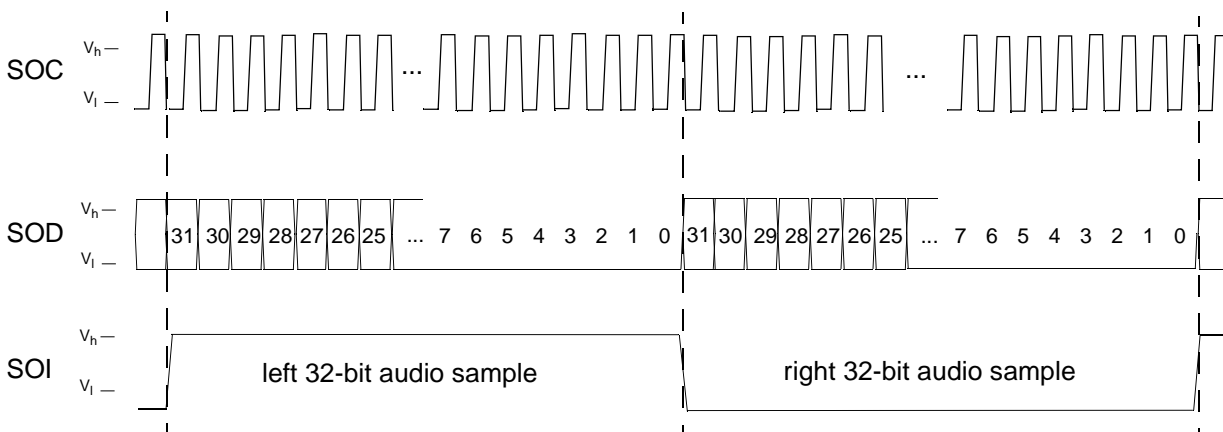 SOC
Vh
Vl
... ...
SOD
Vh
Vl
31 30 29 28 27 26 25 ... 7 6 5 4 3 2 1 0 31 30 29 28 27 26 25 ... 7 6 5 4 3 2 1 0
SOI
Vh
Vl
left 32-bit audio sample right 32-bit audio sample